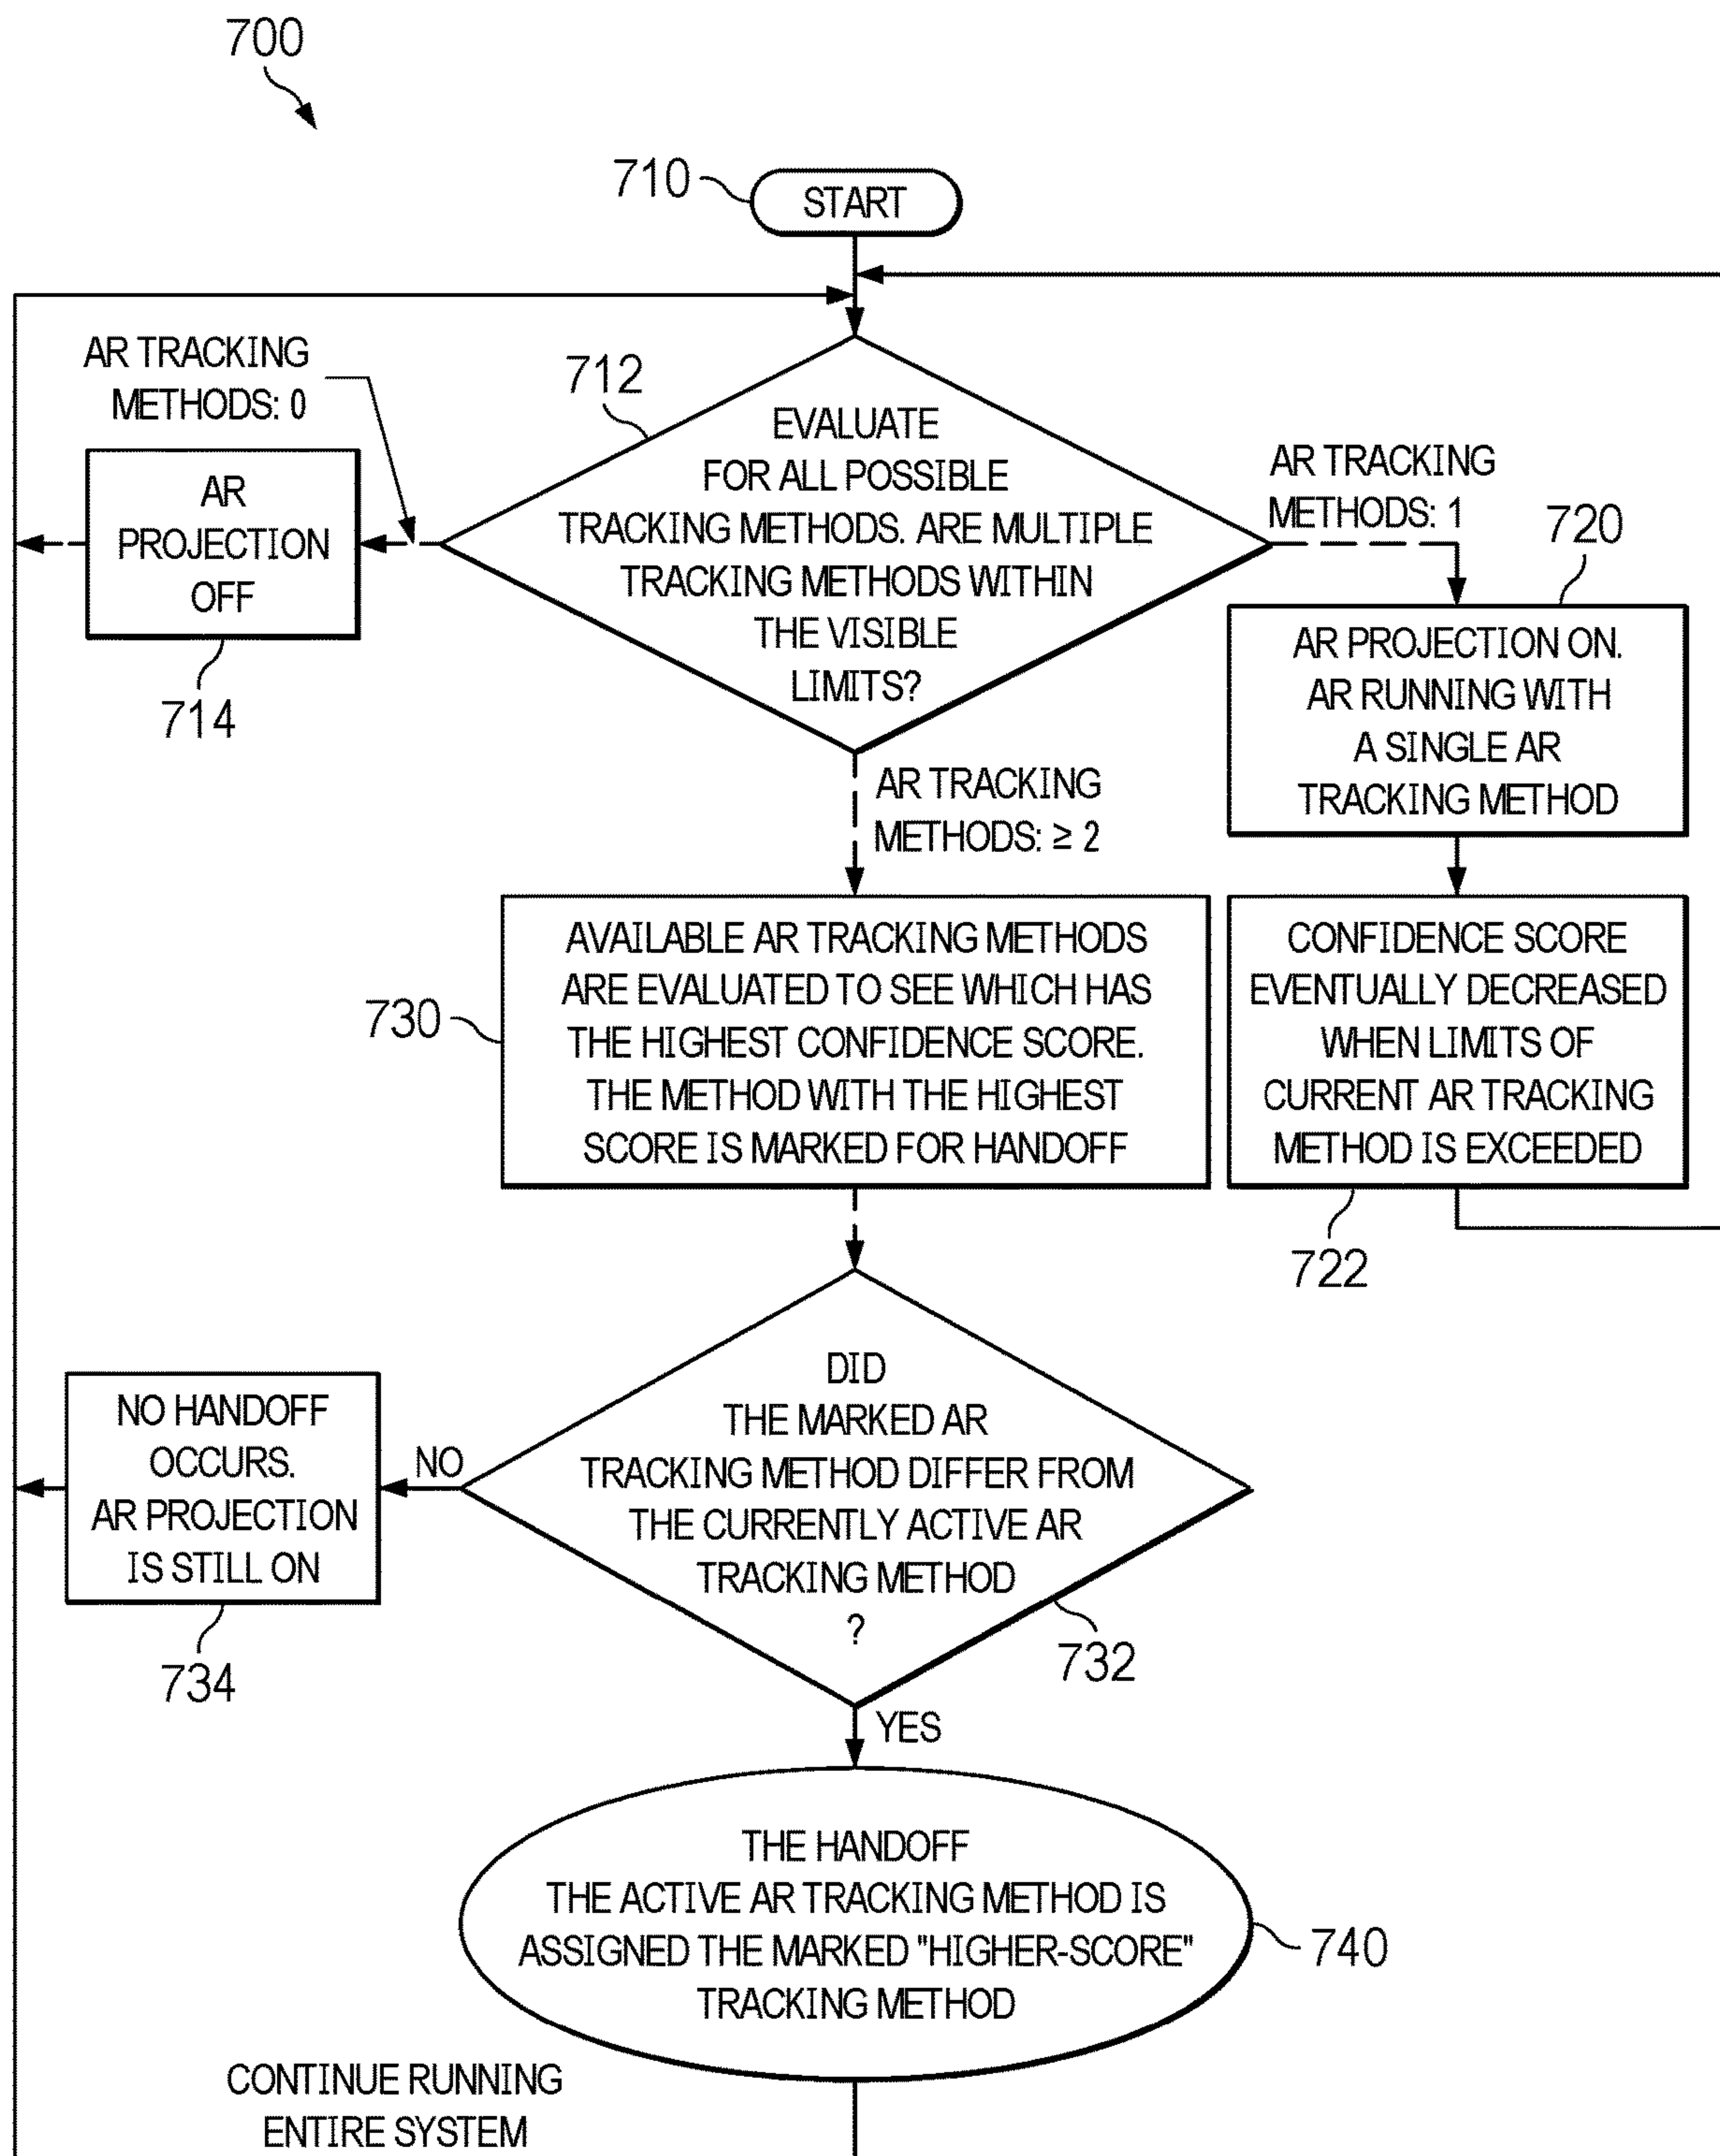 700
710
START
AR TRACKING
METHODS: 0
712
EVALUATE
FOR ALL POSSIBLE
TRACKING METHODS. ARE MULTIPLE
TRACKING METHODS WITHIN
THE VISIBLE
LIMITS?
AR
PROJECTION
OFF
714
AR TRACKING
METHODS: 1
720
AR PROJECTION ON.
AR RUNNING WITH
A SINGLE AR
TRACKING METHOD
AR TRACKING
METHODS: ≥ 2
730
AVAILABLE AR TRACKING METHODS
ARE EVALUATED TO SEE WHICH HAS
THE HIGHEST CONFIDENCE SCORE.
THE METHOD WITH THE HIGHEST
SCORE IS MARKED FOR HANDOFF
CONFIDENCE SCORE
EVENTUALLY DECREASED
WHEN LIMITS OF
CURRENT AR TRACKING
METHOD IS EXCEEDED
722
DID
THE MARKED AR
TRACKING METHOD DIFFER FROM
THE CURRENTLY ACTIVE AR
TRACKING METHOD
?
732
NO
NO HANDOFF
OCCURS.
AR PROJECTION
IS STILL ON
734
YES
THE HANDOFF
THE ACTIVE AR TRACKING METHOD IS
ASSIGNED THE MARKED "HIGHER-SCORE"
TRACKING METHOD
740
CONTINUE RUNNING
ENTIRE SYSTEM